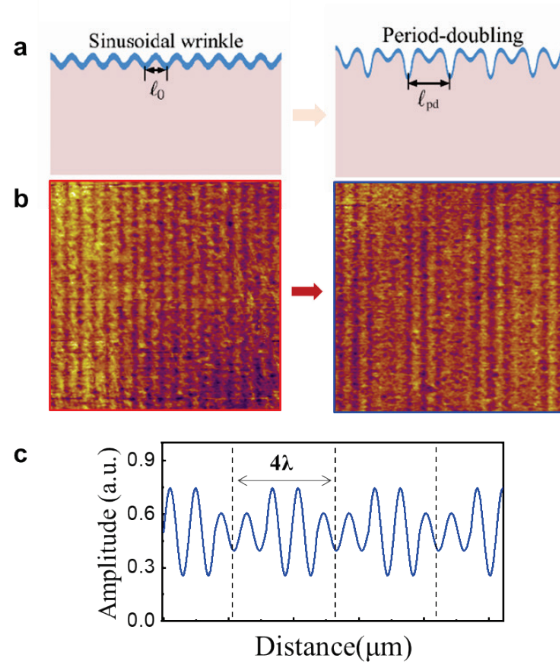 a
Sinusoidal wrinkle
Period-doubling
ℓ0
ℓpd
b
c
4λ
0.9
0.6
0.3
0.0
Amplitude (a.u.)
Distance(μm)